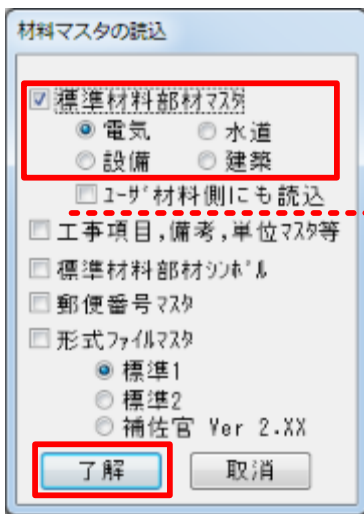 材料マスタの読込
標準材料部材ﾏｽﾀ
電気 水道
設備 建築
ﾕｰｻﾞ材料側にも読込
工事項目,備考,単位ﾏｽﾀ等
標準材料部材ｼﾝﾎﾞﾙ
郵便番号ﾏｽﾀ
形式ﾌｧｲﾙﾏｽﾀ
標準1
標準2
補佐官 Ver 2.XX
了解 取消